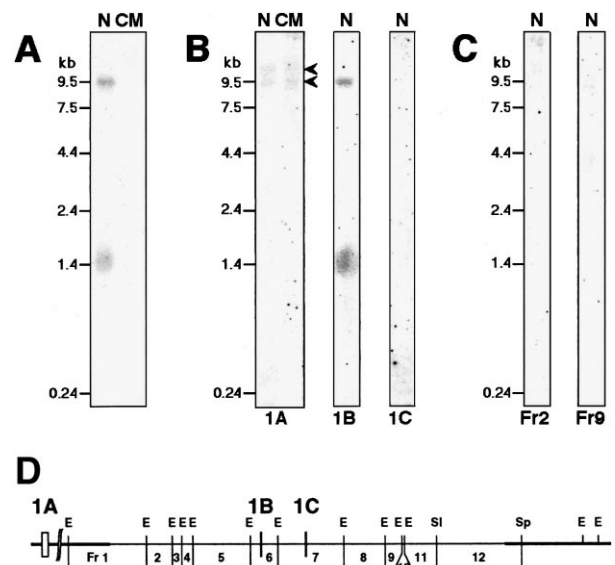 A
N CM
kb
9.5
7.5
4.4
2.4
1.4
0.24
B
N CM
N
N
kb
9.5
7.5
4.4
2.4
1.4
0.24
1A
1B
1C
C
N
N
kb
9.5
7.5
4.4
2.4
1.4
0.24
Fr2
Fr9
D
1A
1B
1C
E E E E E E E E E E E Sl Sp E E
Fr 1 2 3 4 5 6 7 8 9 11 12